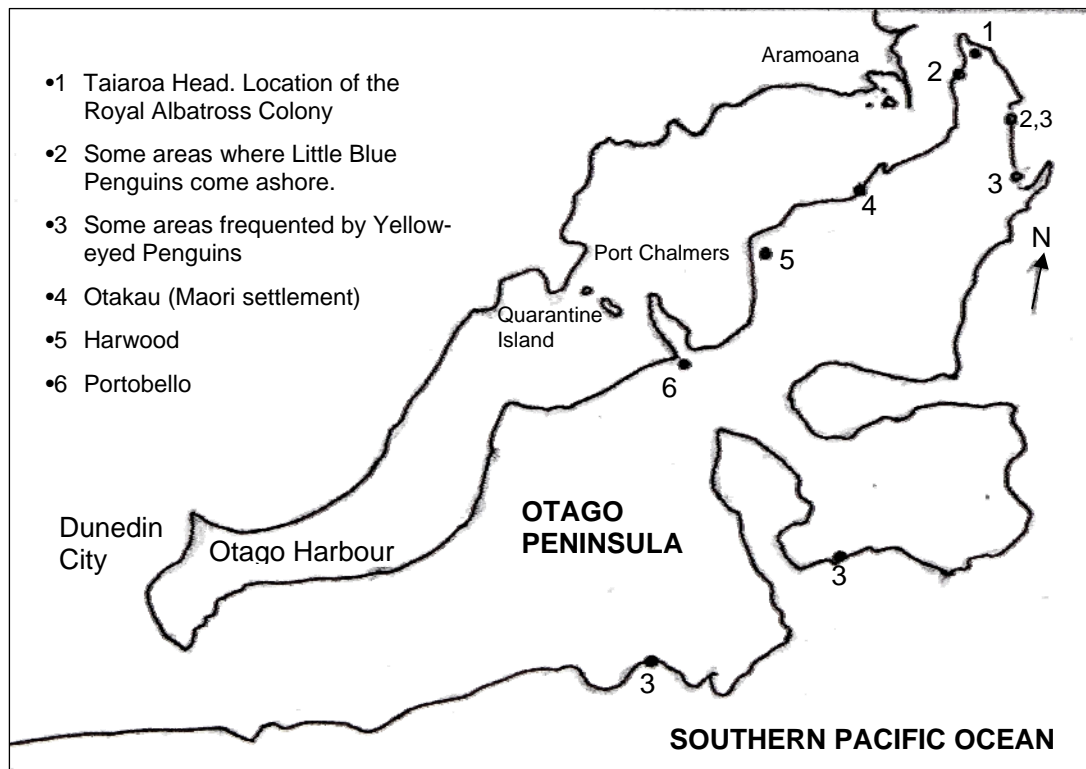 •1 Taiaroa Head. Location of the
Royal Albatross Colony
•2 Some areas where Little Blue
Penguins come ashore.
•3 Some areas frequented by Yellow-
eyed Penguins
•4 Otakau (Maori settlement)
•5 Harwood
•6 Portobello
Aramoana
1
2
2,3
3
4
5
Port Chalmers
N
Quarantine
Island
6
Dunedin
City
Otago Harbour
OTAGO
PENINSULA
3
3
SOUTHERN PACIFIC OCEAN